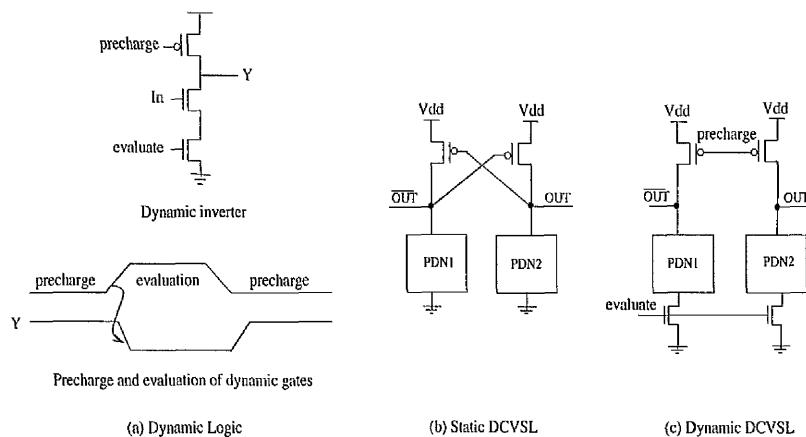 precharge
Y
In
evaluate
Dynamic inverter
precharge evaluation precharge
Y
Precharge and evaluation of dynamic gates
(a) Dynamic Logic
Vdd Vdd
OUT OUT
PDN1 PDN2
(b) Static DCVSL
Vdd Vdd
precharge
OUT OUT
PDN1 PDN2
evaluate
(c) Dynamic DCVSL